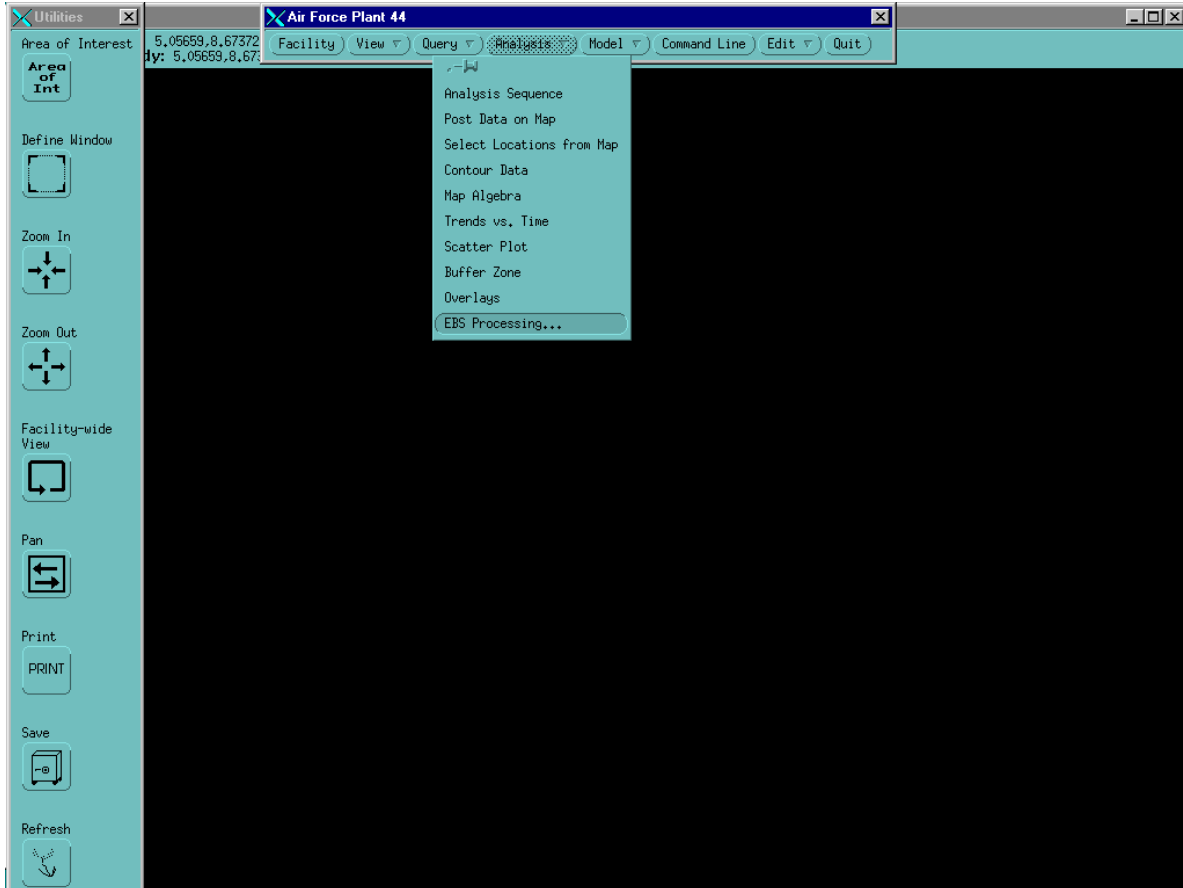 Utilities
Area of Interest
Area
of
Int
Define Window
Zoom In
Zoom Out
Facility-wide
View
Pan
Print
PRINT
Save
Refresh
5.05659,8.67372
dy: 5.05659,8.673
Air Force Plant 44
Facility View Query Analysis Model Command Line Edit Quit
Analysis Sequence
Post Data on Map
Select Locations from Map
Contour Data
Map Algebra
Trends vs. Time
Scatter Plot
Buffer Zone
Overlays
EBS Processing...